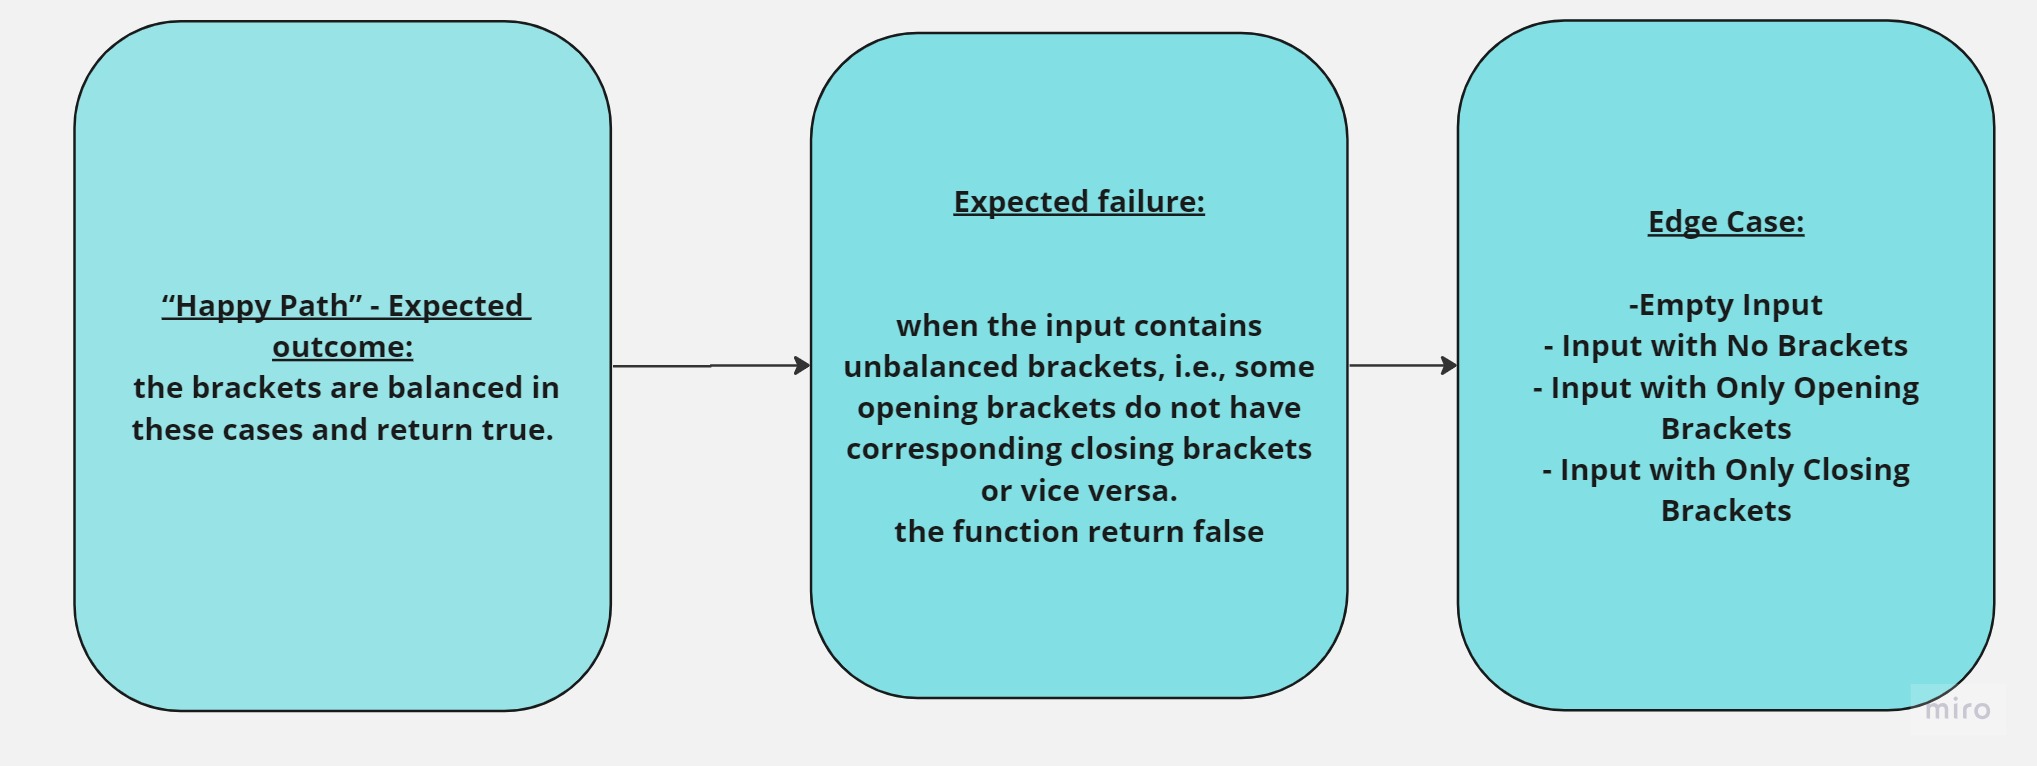 “Happy Path” - Expected
outcome:
the brackets are balanced in
these cases and return true.
Expected failure:
when the input contains
unbalanced brackets, i.e., some
opening brackets do not have
corresponding closing brackets
or vice versa.
the function return false
Edge Case:
-Empty Input
- Input with No Brackets
- Input with Only Opening
Brackets
- Input with Only Closing
Brackets
miro